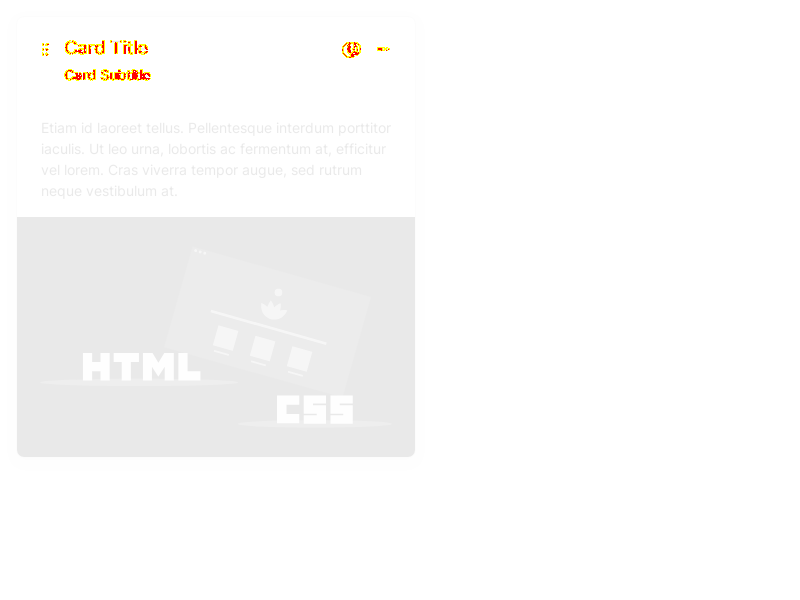 Card Title
Card Subtitle
Etiam id laoreet tellus. Pellentesque interdum porttitor
iaculis. Ut leo urna, lobortis ac fermentum at, efficitur
vel lorem. Cras viverra tempor augue, sed rutrum
neque vestibulum at.
HTML
CSS